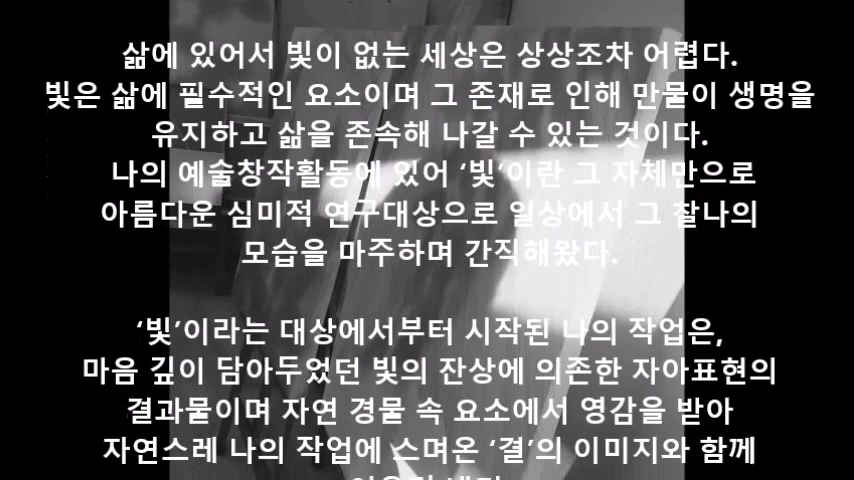 삶에 있어서 빛이 없는 세상은 상상조차 어렵다.
빛은 삶에 필수적인 요소이며 그 존재로 인해 만물이 생명을
유지하고 삶을 존속해 나갈 수 있는 것이다.
나의 예술창작활동에 있어 ‘빛’이란 그 자체만으로
아름다운 심미적 연구대상으로 일상에서 그 찰나의
모습을 마주하며 간직해왔다.
‘빛’이라는 대상에서부터 시작된 나의 작업은,
마음 깊이 담아두었던 빛의 잔상에 의존한 자아표현의
결과물이며 자연 경물 속 요소에서 영감을 받아
자연스레 나의 작업에 스며온 ‘결’의 이미지와 함께